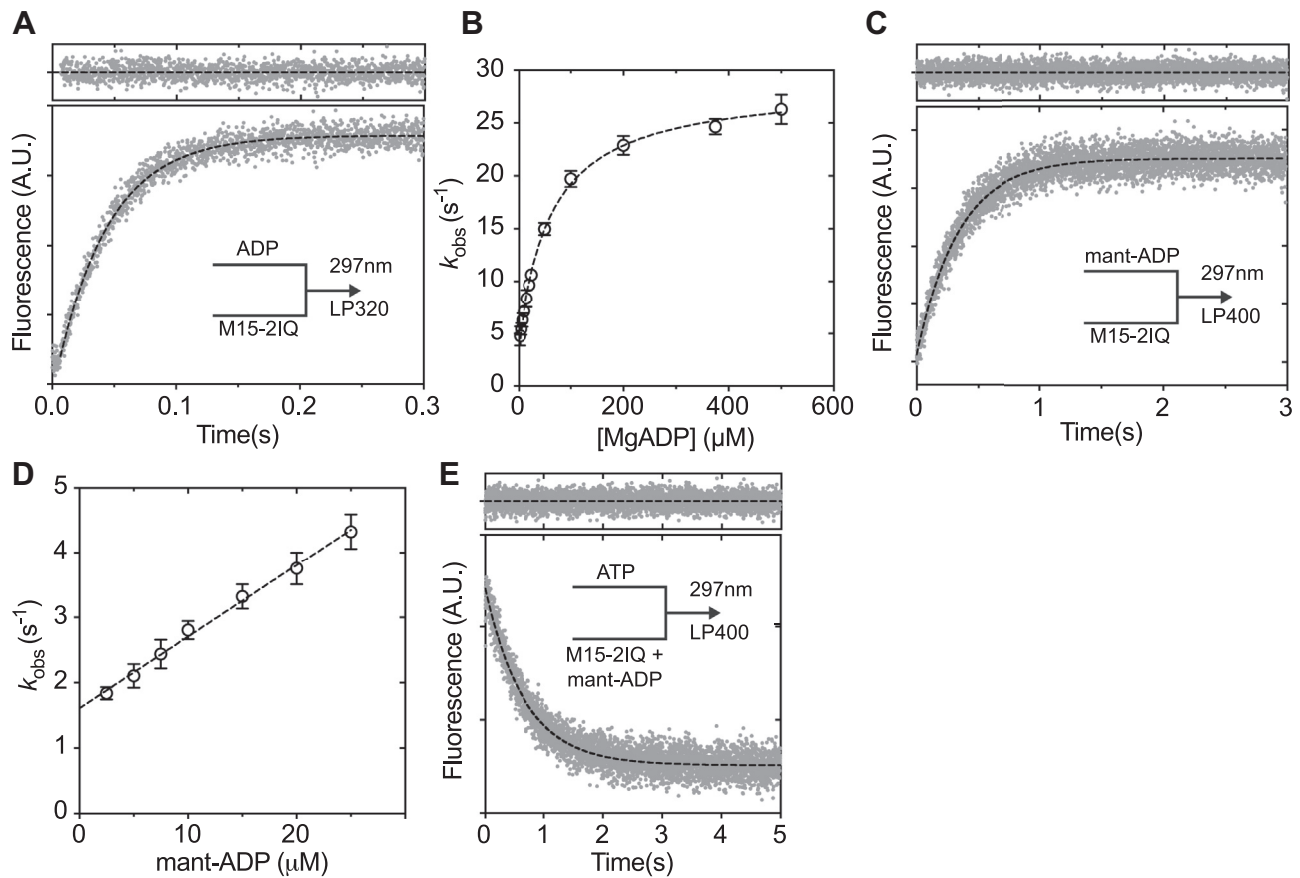 A
Fluorescence (A.U.)
ADP
M15-2IQ
297nm
LP320
0.0 0.1 0.2 0.3
Time(s)
B
k_obs (s⁻¹)
30
25
20
15
10
5
0
0 200 400 600
[MgADP] (μM)
C
Fluorescence (A.U.)
mant-ADP
M15-2IQ
297nm
LP400
0 1 2 3
Time(s)
D
k_obs (s⁻¹)
5
4
3
2
1
0
0 10 20
mant-ADP (μM)
E
Fluorescence (A.U.)
ATP
M15-2IQ +
mant-ADP
297nm
LP400
0 1 2 3 4 5
Time(s)